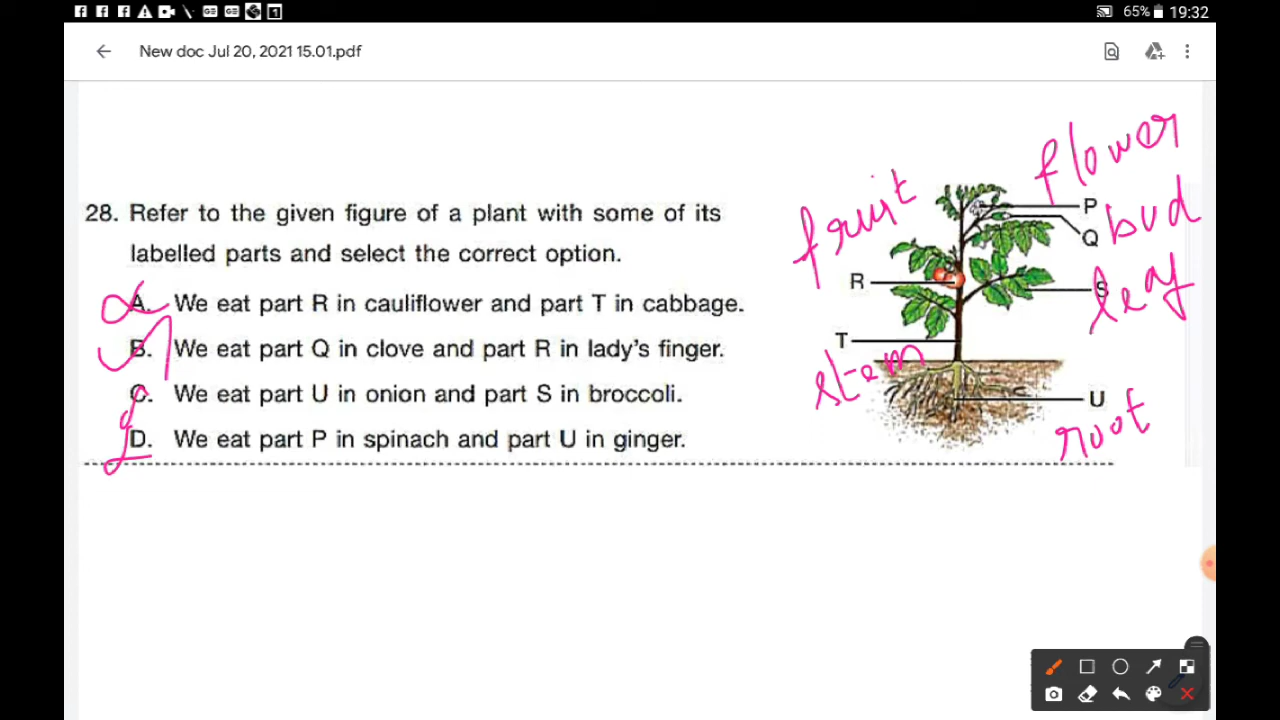 65% 19:32
New doc Jul 20, 2021 15.01.pdf
28. Refer to the given figure of a plant with some of its
labelled parts and select the correct option.
A. We eat part R in cauliflower and part T in cabbage.
B. We eat part Q in clove and part R in lady's finger.
C. We eat part U in onion and part S in broccoli.
D. We eat part P in spinach and part U in ginger.
flower
P
fruit
bud
Q
R
S
leaf
T
stem
U
root